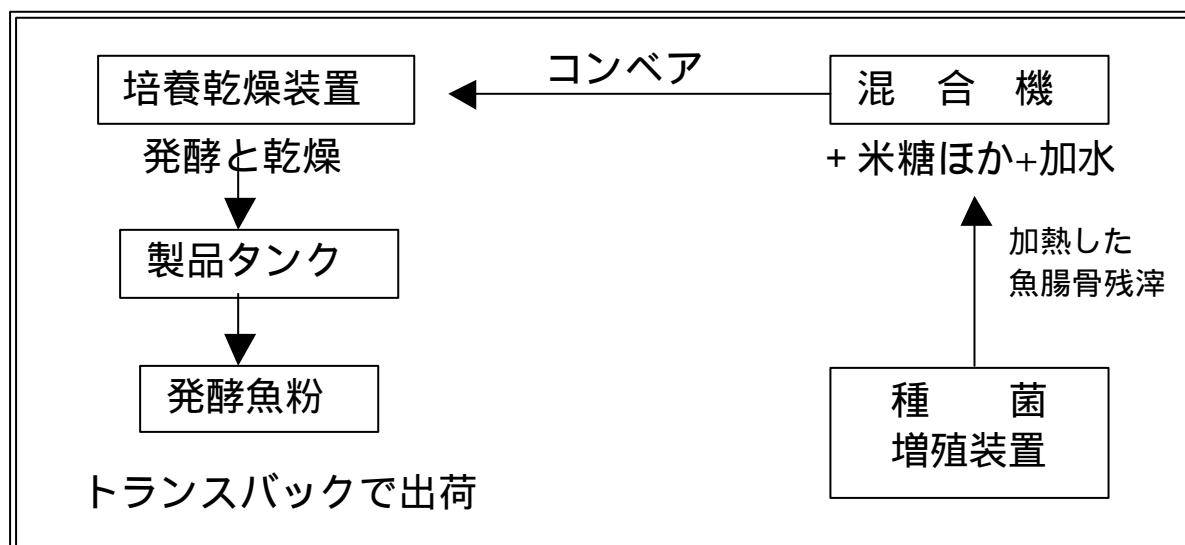 培養乾燥装置
コンベア
混　合　機
発酵と乾燥
+ 米糖ほか+加水
製品タンク
加熱した
魚腸骨残滓
発酵魚粉
種　　菌
増殖装置
トランスバックで出荷